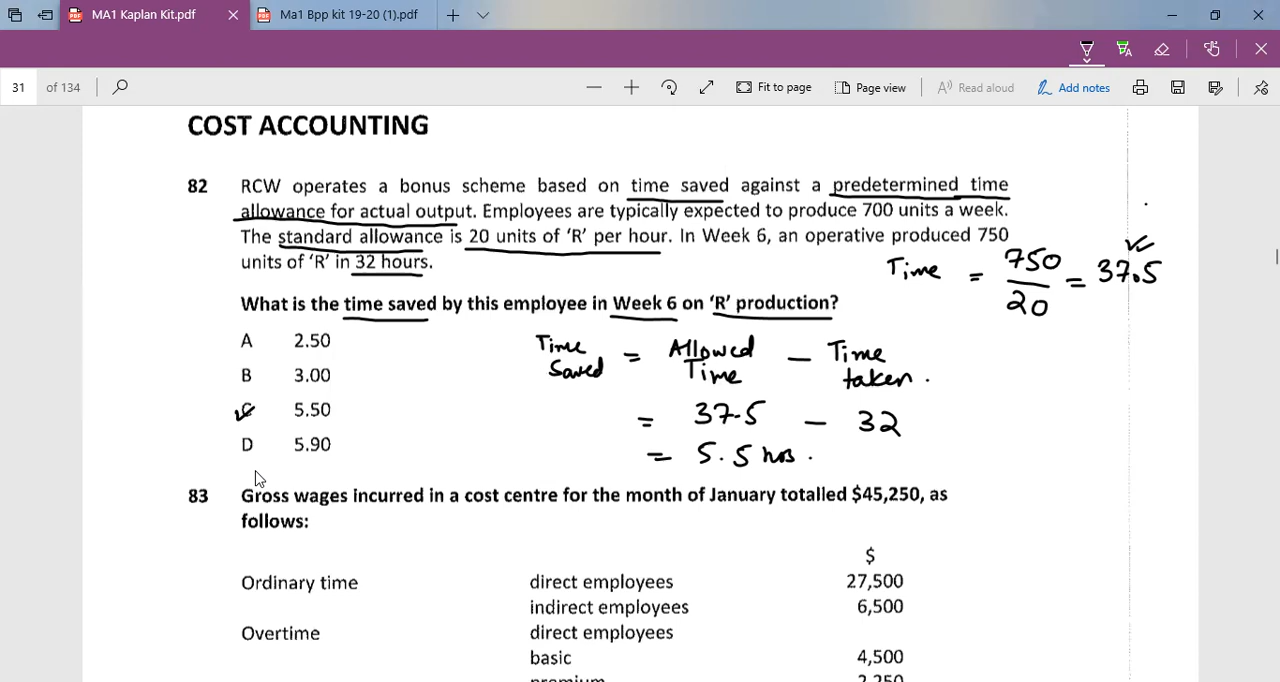 MA1 Kaplan Kit.pdf
Ma1 Bpp kit 19-20 (1).pdf
31 of 134
Fit to page
Page view
Read aloud
Add notes
COST ACCOUNTING
82 RCW operates a bonus scheme based on time saved against a predetermined time
allowance for actual output. Employees are typically expected to produce 700 units a week.
The standard allowance is 20 units of ‘R’ per hour. In Week 6, an operative produced 750
units of ‘R’ in 32 hours.
Time = 750 / 20 = 37.5
What is the time saved by this employee in Week 6 on ‘R’ production?
A 2.50
B 3.00
C 5.50
D 5.90
Time Saved = Allowed Time – Time taken.
= 37.5 – 32
= 5.5 hrs.
83 Gross wages incurred in a cost centre for the month of January totalled $45,250, as
follows:
$
Ordinary time direct employees 27,500
indirect employees 6,500
Overtime direct employees
basic 4,500
premium 2,250